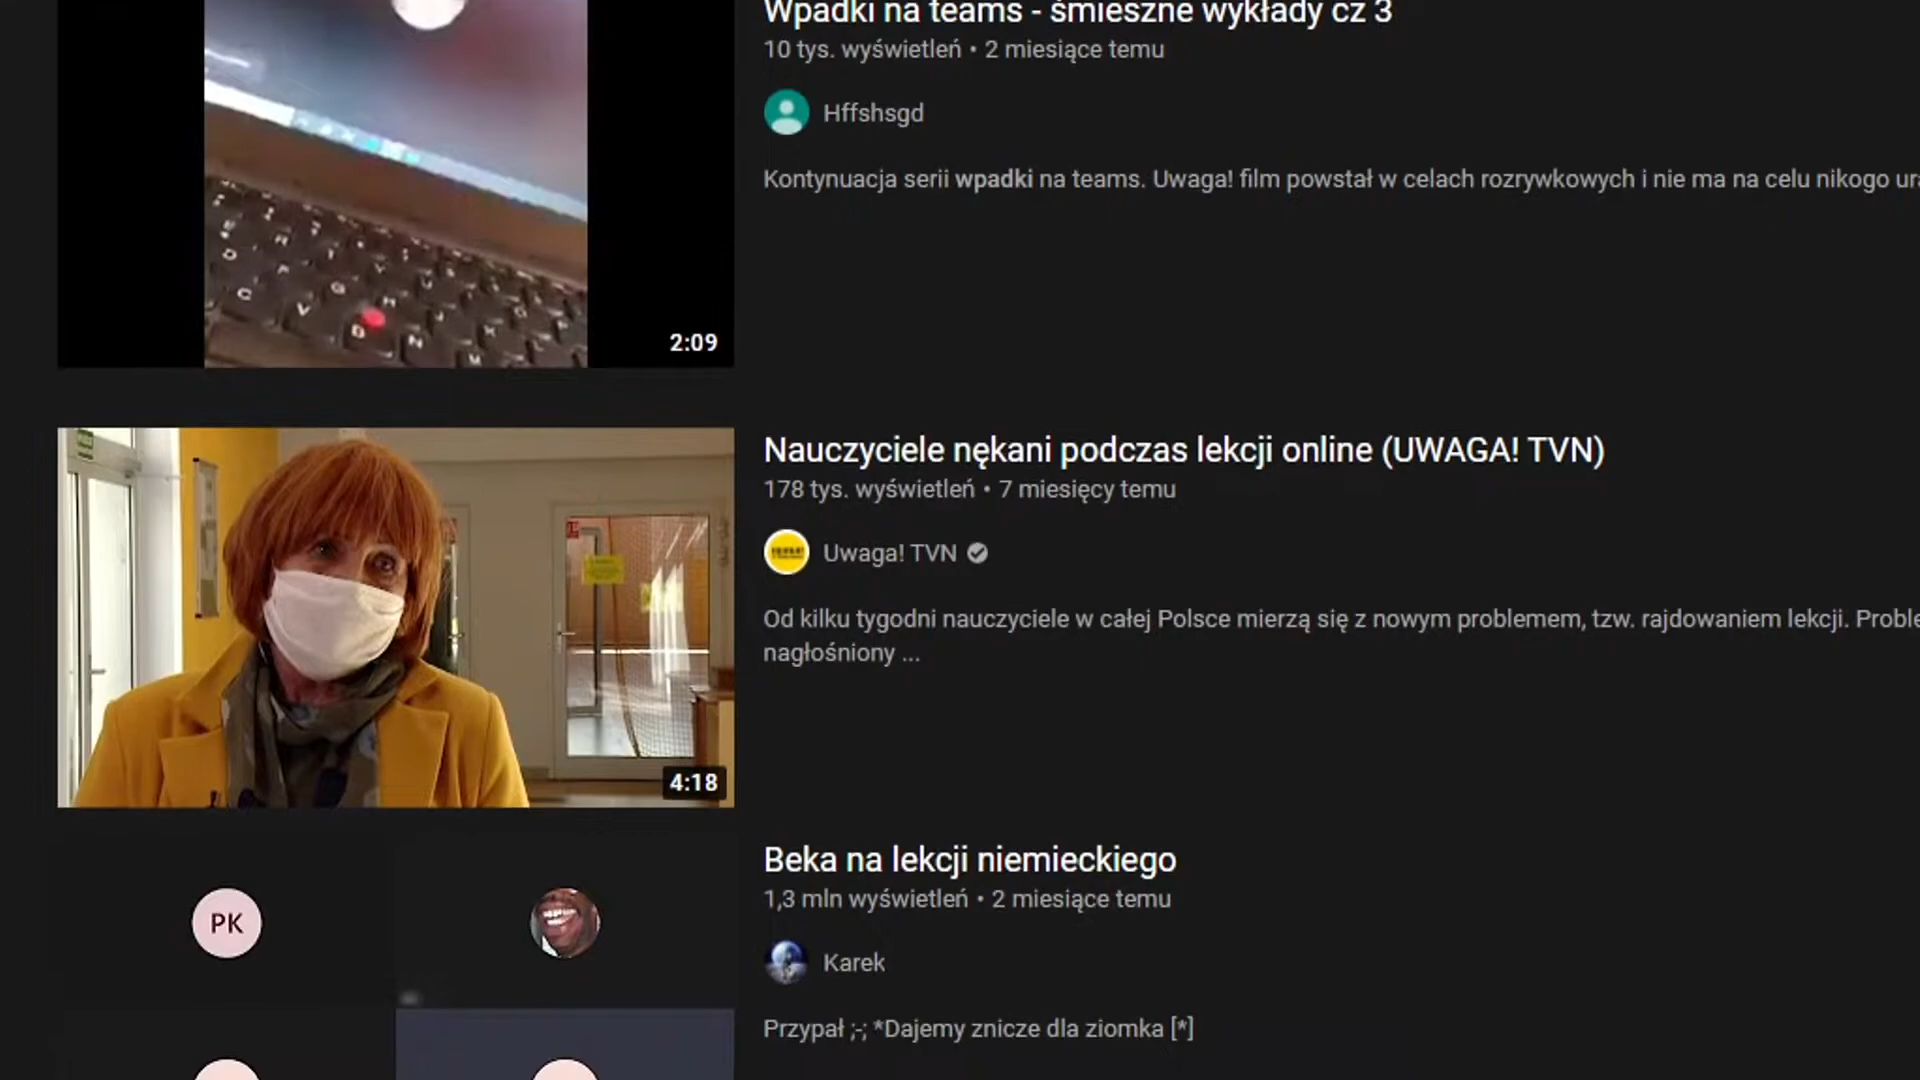 Wpadki na teams - śmieszne wykłady cz 3
10 tys. wyświetleń • 2 miesiące temu
Hffshsgd
Kontynuacja serii wpadki na teams. Uwaga! film powstał w celach rozrywkowych i nie ma na celu nikogo
2:09
Nauczyciele nękani podczas lekcji online (UWAGA! TVN)
178 tys. wyświetleń • 7 miesięcy temu
Uwaga! TVN
Od kilku tygodni nauczyciele w całej Polsce mierzą się z nowym problemem, tzw. rajdowaniem lekcji.
nagłośniony ...
4:18
Beka na lekcji niemieckiego
1,3 mln wyświetleń • 2 miesiące temu
PK
Karek
Przypał ;-; *Dajemy znicze dla ziomka [*]